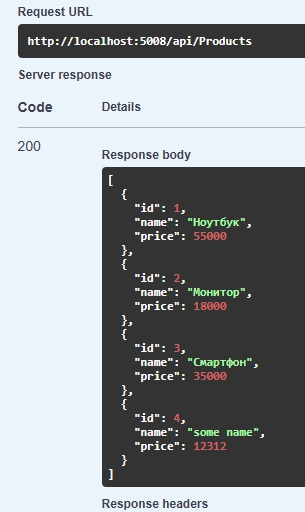 Request URL
http://localhost:5008/api/Products
Server response
Code Details
200
Response body
[
  {
    "id": 1,
    "name": "Ноутбук",
    "price": 55000
  },
  {
    "id": 2,
    "name": "Монитор",
    "price": 18000
  },
  {
    "id": 3,
    "name": "Смартфон",
    "price": 35000
  },
  {
    "id": 4,
    "name": "some name",
    "price": 12312
  }
]
Response headers